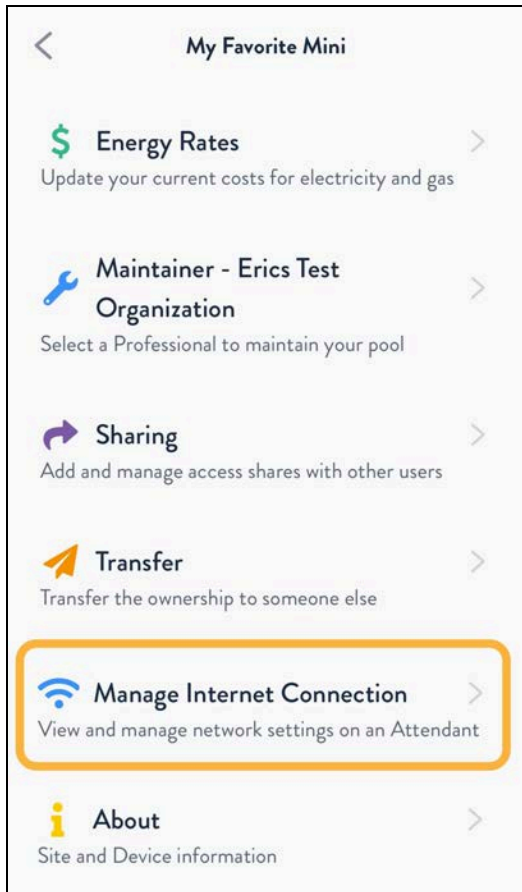 My Favorite Mini
Energy Rates
Update your current costs for electricity and gas
Maintainer - Erics Test
Organization
Select a Professional to maintain your pool
Sharing
Add and manage access shares with other users
Transfer
Transfer the ownership to someone else
Manage Internet Connection
View and manage network settings on an Attendant
About
Site and Device information